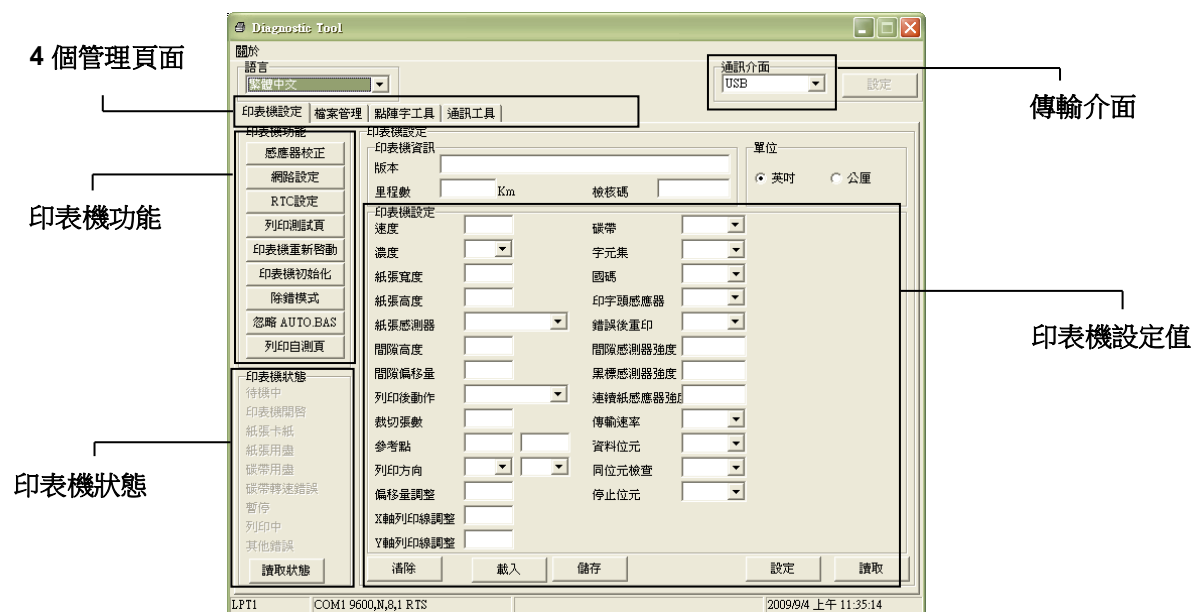 Diagnostic Tool
關於
4 個管理頁面
語言
繁體中文
通訊介面
USB
設定
傳輸介面
印表機設定 檔案管理 點陣字工具 通訊工具
印表機功能
感應器校正
網路設定
RTC設定
列印測試頁
印表機重新啟動
印表機初始化
除錯模式
忽略 AUTO.BAS
列印自測頁
印表機功能
印表機設定
印表機資訊
版本
里程數 Km 檢核碼
單位
英吋 公厘
印表機設定
速度 碳帶
濃度 字元集
紙張寬度 國碼
紙張高度 印字頭感應器
紙張感測器 錯誤後重印
間隙高度 間隙感測器強度
間隙偏移量 黑標感測器強度
列印後動作 連續紙感應器強度
裁切張數 傳輸速率
參考點 資料位元
列印方向 同位元檢查
偏移量調整 停止位元
X軸列印線調整
Y軸列印線調整
清除 載入 儲存 設定 讀取
印表機設定值
印表機狀態
待機中
印表機開啟
紙張卡紙
紙張用盡
碳帶用盡
碳帶轉速錯誤
暫停
列印中
其他錯誤
讀取狀態
印表機狀態
LPT1 COM1 9600,N,8,1 RTS 2009/9/4 上午 11:35:14